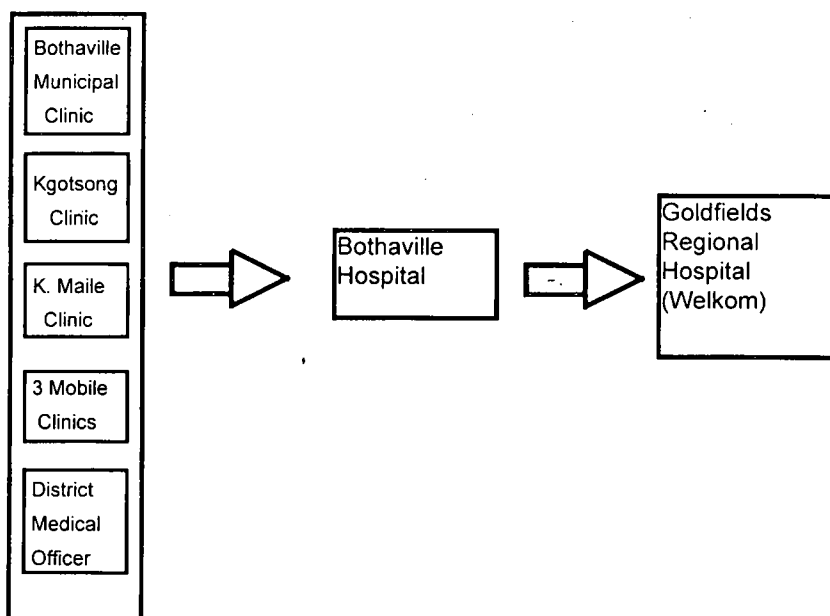 Bothaville
Municipal
Clinic
Kgotsong
Clinic
K. Maile
Clinic
3 Mobile
Clinics
District
Medical
Officer
Bothaville
Hospital
Goldfields
Regional
Hospital
(Welkom)